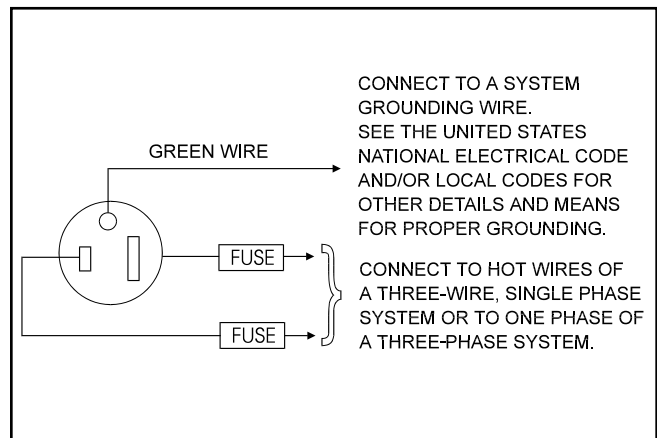 CONNECT TO A SYSTEM
GROUNDING WIRE.
SEE THE UNITED STATES
NATIONAL ELECTRICAL CODE
AND/OR LOCAL CODES FOR
OTHER DETAILS AND MEANS
FOR PROPER GROUNDING.
GREEN WIRE
FUSE
FUSE
CONNECT TO HOT WIRES OF
A THREE-WIRE, SINGLE PHASE
SYSTEM OR TO ONE PHASE OF
A THREE-PHASE SYSTEM.